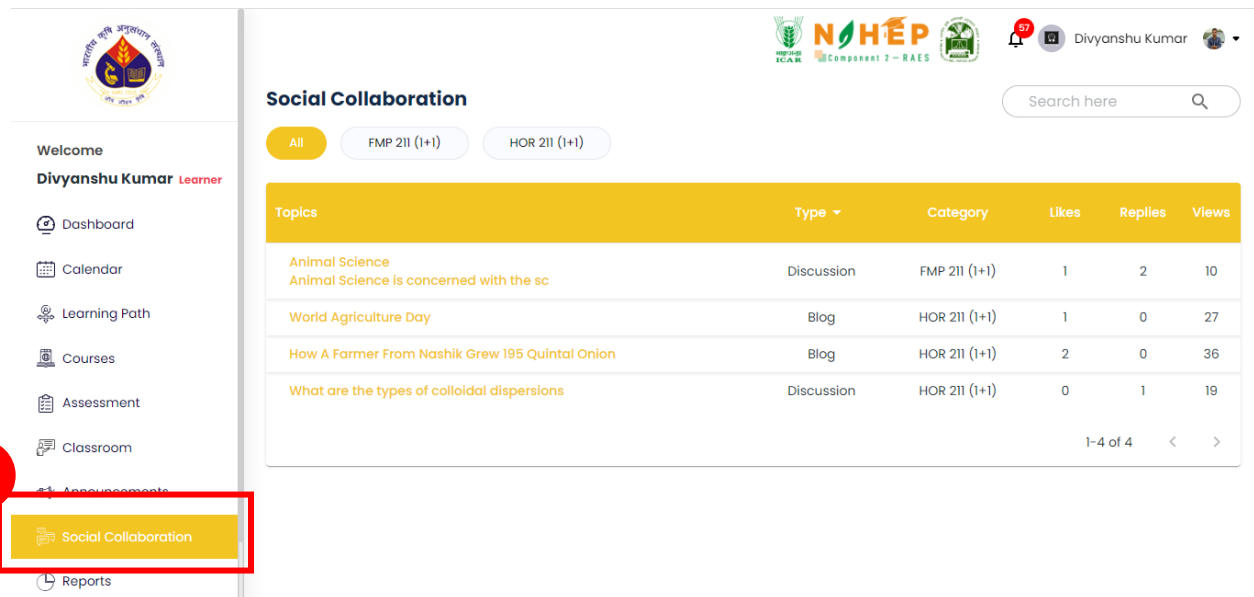 भारतीय कृषि अनुसंधान संस्थान
NAHEP
Component 2 – RAES
ICAR
57
Divyanshu Kumar
Social Collaboration
Search here
All
FMP 211 (1+1)
HOR 211 (1+1)
Welcome
Divyanshu Kumar Learner
Dashboard
Calendar
Learning Path
Courses
Assessment
Classroom
Announcements
Social Collaboration
Reports
Topics Type Category Likes Replies Views
Animal Science
Animal Science is concerned with the sc Discussion FMP 211 (1+1) 1 2 10
World Agriculture Day Blog HOR 211 (1+1) 1 0 27
How A Farmer From Nashik Grew 195 Quintal Onion Blog HOR 211 (1+1) 2 0 36
What are the types of colloidal dispersions Discussion HOR 211 (1+1) 0 1 19
1-4 of 4